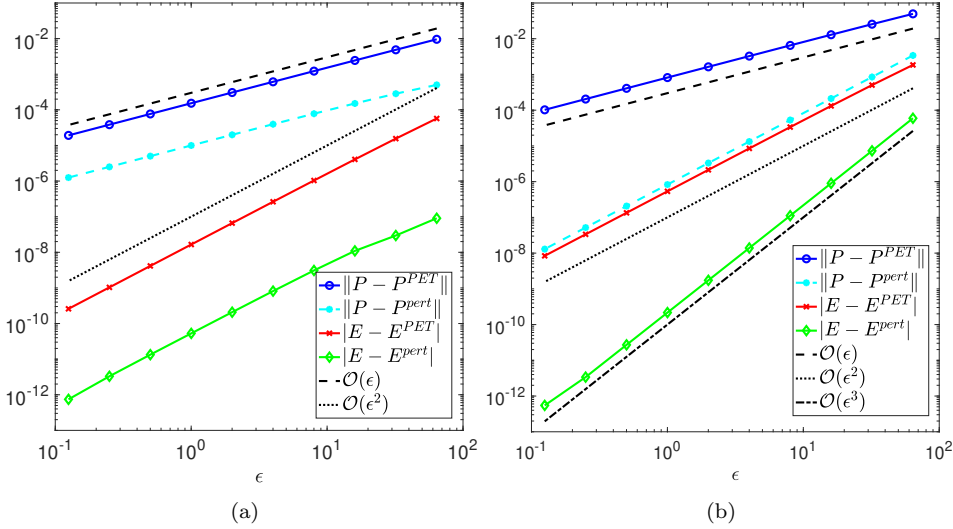 10^{-2}
10^{-4}
10^{-6}
10^{-8}
10^{-10}
10^{-12}
10^{-1}
10^{0}
10^{1}
10^{2}
ϵ
‖P − P^{PET}‖
‖P − P^{pert}‖
|E − E^{PET}|
|E − E^{pert}|
O(ϵ)
O(ϵ^2)
(a)
10^{-2}
10^{-4}
10^{-6}
10^{-8}
10^{-10}
10^{-12}
10^{-1}
10^{0}
10^{1}
10^{2}
ϵ
‖P − P^{PET}‖
‖P − P^{pert}‖
|E − E^{PET}|
|E − E^{pert}|
O(ϵ)
O(ϵ^2)
O(ϵ^3)
(b)